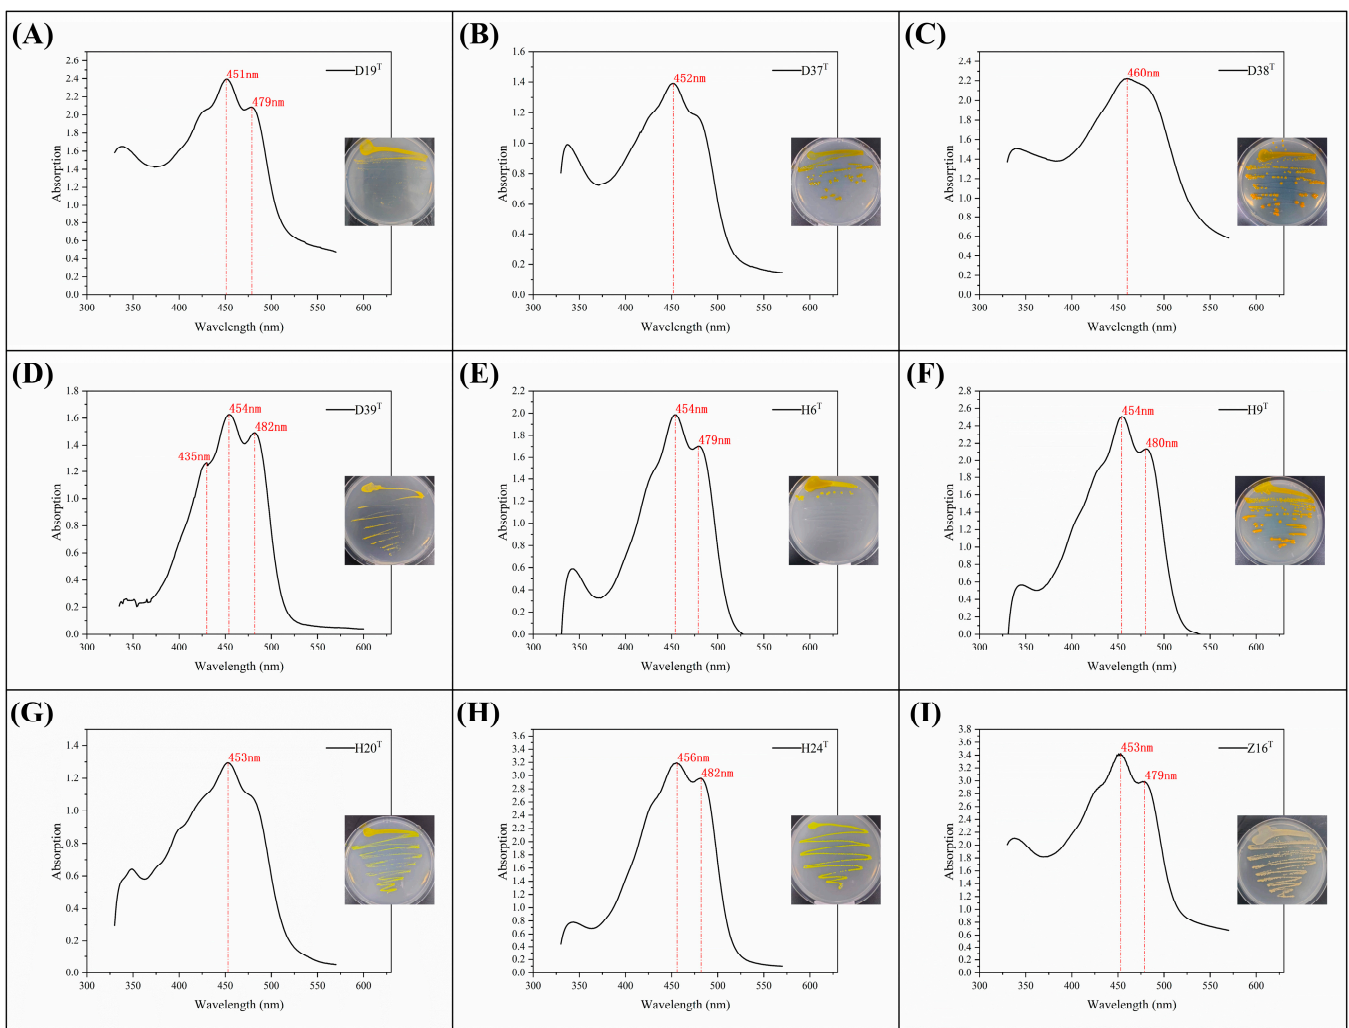 (A)
D19T
451nm
479nm
2.6
2.4
2.2
2.0
1.8
1.6
1.4
1.2
1.0
0.8
0.6
0.4
0.2
0.0
Absorption
300 350 400 450 500 550 600
Wavelength (nm)
(B)
D37T
452nm
1.6
1.4
1.2
1.0
0.8
0.6
0.4
0.2
0.0
Absorption
300 350 400 450 500 550 600
Wavelength (nm)
(C)
D38T
460nm
2.4
2.2
2.0
1.8
1.6
1.4
1.2
1.0
0.8
0.6
0.4
0.2
0.0
Absorption
300 350 400 450 500 550 600
Wavelength (nm)
(D)
D39T
454nm
482nm
435nm
1.8
1.6
1.4
1.2
1.0
0.8
0.6
0.4
0.2
0.0
Absorption
300 350 400 450 500 550 600
Wavelength (nm)
(E)
H6T
454nm
479nm
2.2
2.0
1.8
1.6
1.4
1.2
1.0
0.8
0.6
0.4
0.2
0.0
Absorption
300 350 400 450 500 550 600
Wavelength (nm)
(F)
H9T
454nm
480nm
2.8
2.6
2.4
2.2
2.0
1.8
1.6
1.4
1.2
1.0
0.8
0.6
0.4
0.2
0.0
Absorption
300 350 400 450 500 550 600
Wavelength (nm)
(G)
H20T
453nm
1.4
1.2
1.0
0.8
0.6
0.4
0.2
0.0
Absorption
300 350 400 450 500 550 600
Wavelength (nm)
(H)
H24T
456nm
482nm
3.6
3.4
3.2
3.0
2.8
2.6
2.4
2.2
2.0
1.8
1.6
1.4
1.2
1.0
0.8
0.6
0.4
0.2
0.0
Absorption
300 350 400 450 500 550 600
Wavelength (nm)
(I)
Z16T
453nm
479nm
3.8
3.6
3.4
3.2
3.0
2.8
2.6
2.4
2.2
2.0
1.8
1.6
1.4
1.2
1.0
0.8
0.6
0.4
0.2
0.0
Absorption
300 350 400 450 500 550 600
Wavelength (nm)